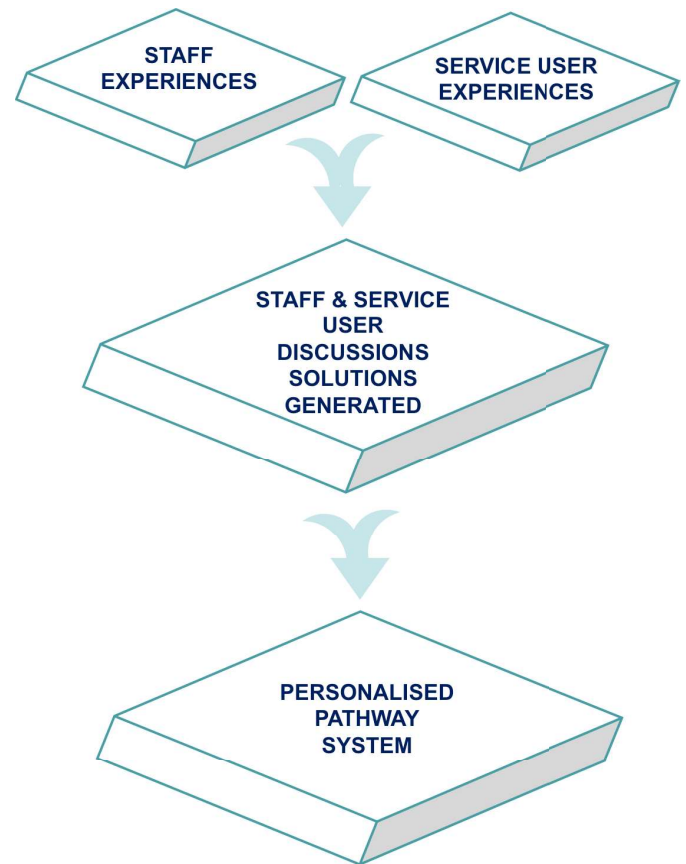 STAFF
EXPERIENCES
SERVICE USER
EXPERIENCES
STAFF & SERVICE
USER
DISCUSSIONS
SOLUTIONS
GENERATED
PERSONALISED
PATHWAY
SYSTEM